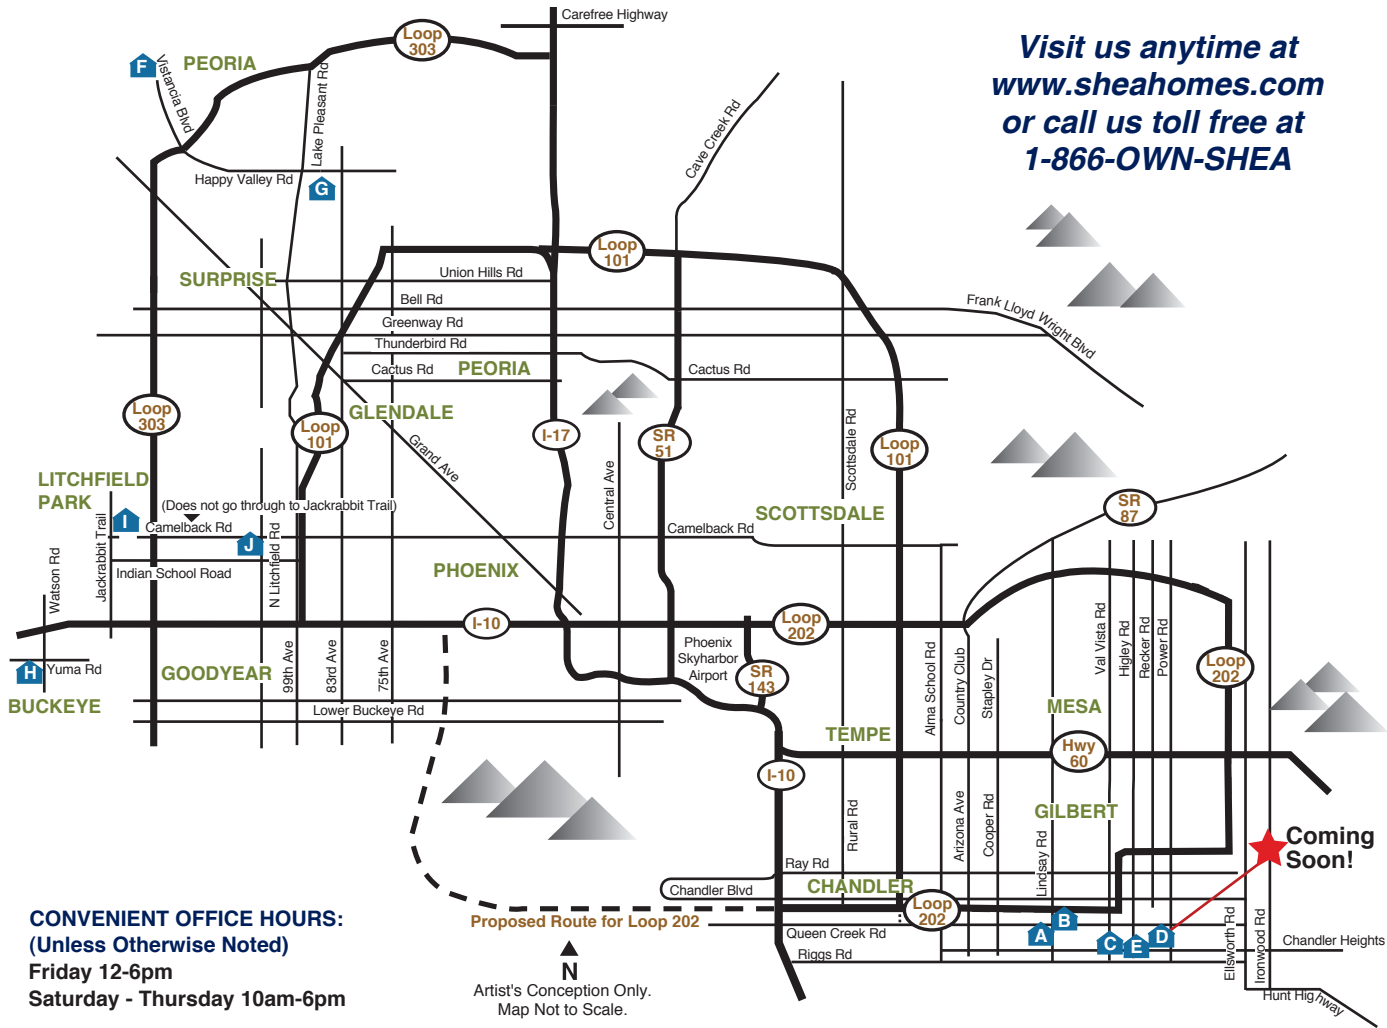 Carefree Highway
Loop
303
Visit us anytime at
www.sheahomes.com
or call us toll free at
1-866-OWN-SHEA
F
PEORIA
Vistancia Blvd
Lake Pleasant Rd
Cave Creek Rd
Happy Valley Rd
G
Loop
101
SURPRISE
Union Hills Rd
Bell Rd
Frank Lloyd Wright Blvd
Greenway Rd
Thunderbird Rd
Cactus Rd
PEORIA
Cactus Rd
Loop
303
GLENDALE
Loop
101
I-17
SR
51
Scottsdale Rd
Loop
101
Grand Ave
LITCHFIELD
PARK
Central Ave
SR
87
(Does not go through to Jackrabbit Trail)
I
Camelback Rd
SCOTTSDALE
Camelback Rd
J
Jackrabbit Trail
N Litchfield Rd
Watson Rd
Indian School Road
PHOENIX
I-10
Loop
202
Phoenix
Skyharbor
Airport
SR
143
Val Vista Rd
Higley Rd
Recker Rd
Power Rd
Loop
202
H
Yuma Rd
GOODYEAR
99th Ave
83rd Ave
75th Ave
Alma School Rd
Country Club
Stapley Dr
BUCKEYE
Lower Buckeye Rd
MESA
TEMPE
Hwy
60
I-10
GILBERT
Rural Rd
Arizona Ave
Cooper Rd
Lindsay Rd
Coming
Soon!
Ray Rd
Chandler Blvd
CHANDLER
Loop
202
Proposed Route for Loop 202
Queen Creek Rd
A
B
C
E
D
Ellsworth Rd
Ironwood Rd
Chandler Heights
Riggs Rd
Hunt Highway
CONVENIENT OFFICE HOURS:
(Unless Otherwise Noted)
Friday 12-6pm
Saturday - Thursday 10am-6pm
N
Artist's Conception Only.
Map Not to Scale.